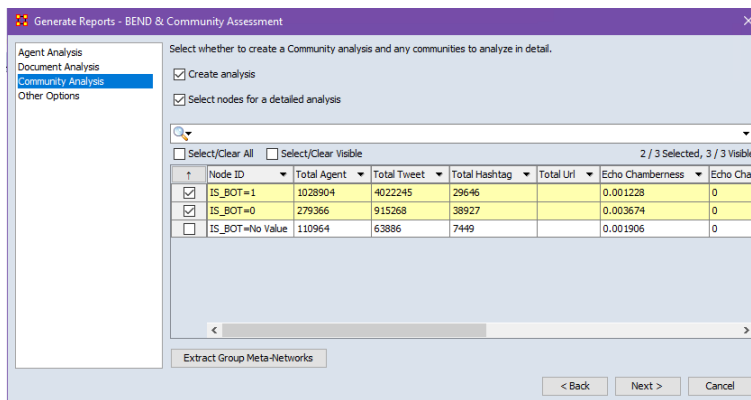 Generate Reports - BEND & Community Assessment
Agent Analysis
Document Analysis
Community Analysis
Other Options
Select whether to create a Community analysis and any communities to analyze in detail.
Create analysis
Select nodes for a detailed analysis
Select/Clear All Select/Clear Visible 2 / 3 Selected, 3 / 3 Visible
↑ Node ID Total Agent Total Tweet Total Hashtag Total Url Echo Chamberness Echo Cha
IS_BOT=1 1028904 4022245 29646 0.001228 0
IS_BOT=0 279366 915268 38927 0.003674 0
IS_BOT=No Value 110964 63886 7449 0.001906 0
Extract Group Meta-Networks
< Back Next > Cancel